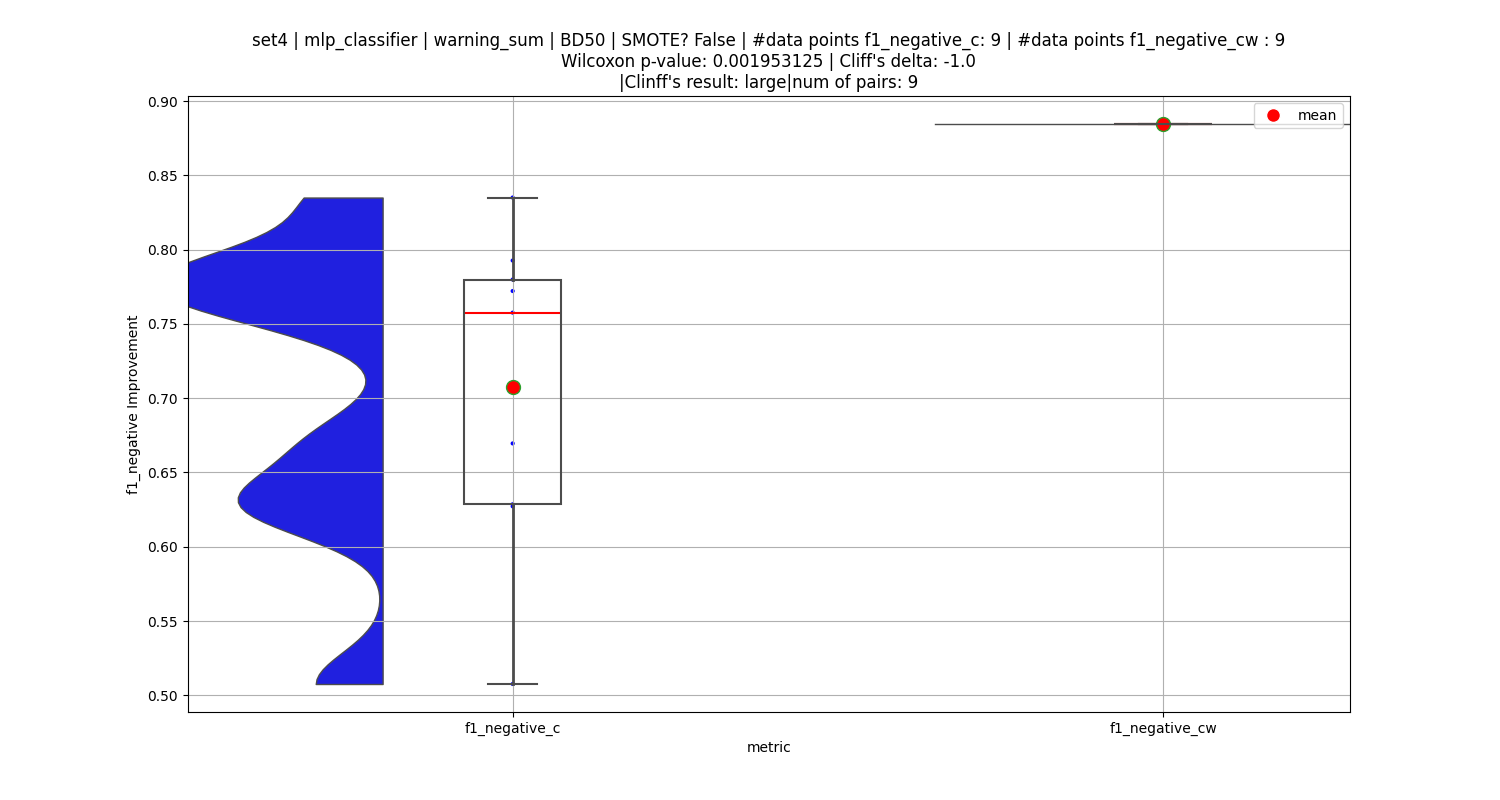 set4 | mlp_classifier | warning_sum | BD50 | SMOTE? False | #data points f1_negative_c: 9 | #data points f1_negative_cw : 9
Wilcoxon p-value: 0.001953125 | Cliff's delta: -1.0
|Clinff's result: large|num of pairs: 9
mean
0.90
0.85
0.80
0.75
0.70
0.65
0.60
0.55
0.50
f1_negative Improvement
f1_negative_c
f1_negative_cw
metric